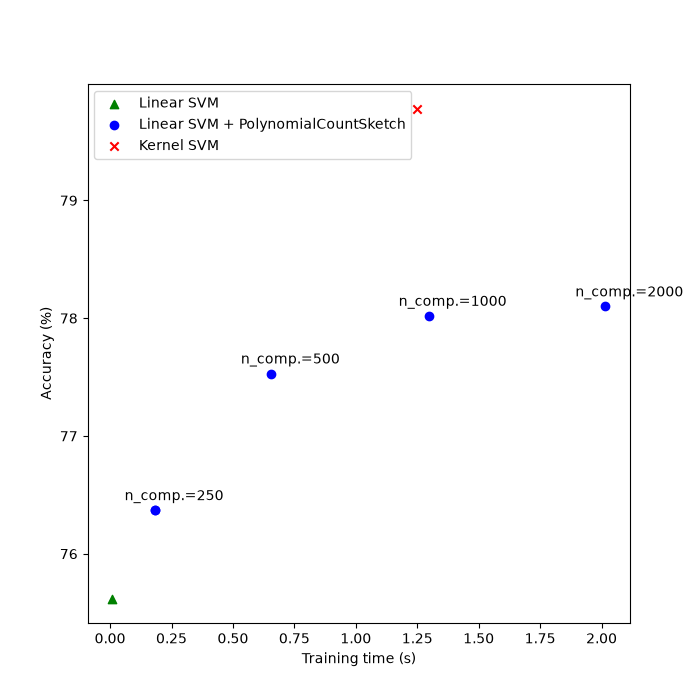 Linear SVM
Linear SVM + PolynomialCountSketch
Kernel SVM
79
78
77
76
Accuracy (%)
n_comp.=2000
n_comp.=1000
n_comp.=500
n_comp.=250
0.00 0.25 0.50 0.75 1.00 1.25 1.50 1.75 2.00
Training time (s)